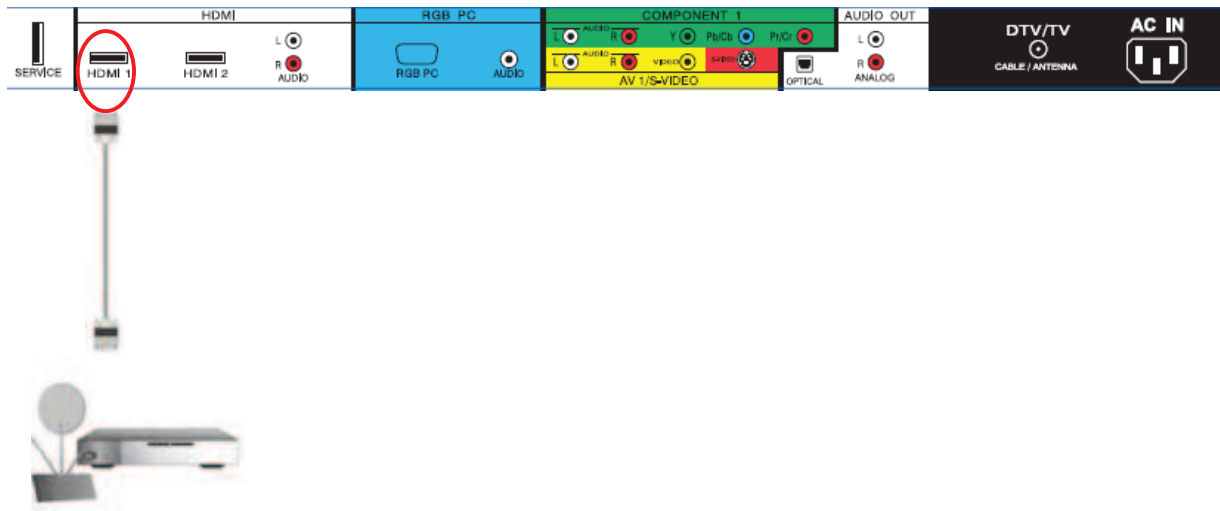 SERVICE
HDMI
HDMI 1
HDMI 2
L
R
AUDIO
RGB PC
RGB PC
AUDIO
COMPONENT 1
L AUDIO R Y Pb/Cb Pr/Cr
L AUDIO R VIDEO S-VIDEO
AV 1/S-VIDEO
OPTICAL
AUDIO OUT
L
R
ANALOG
DTV/TV
CABLE / ANTENNA
AC IN